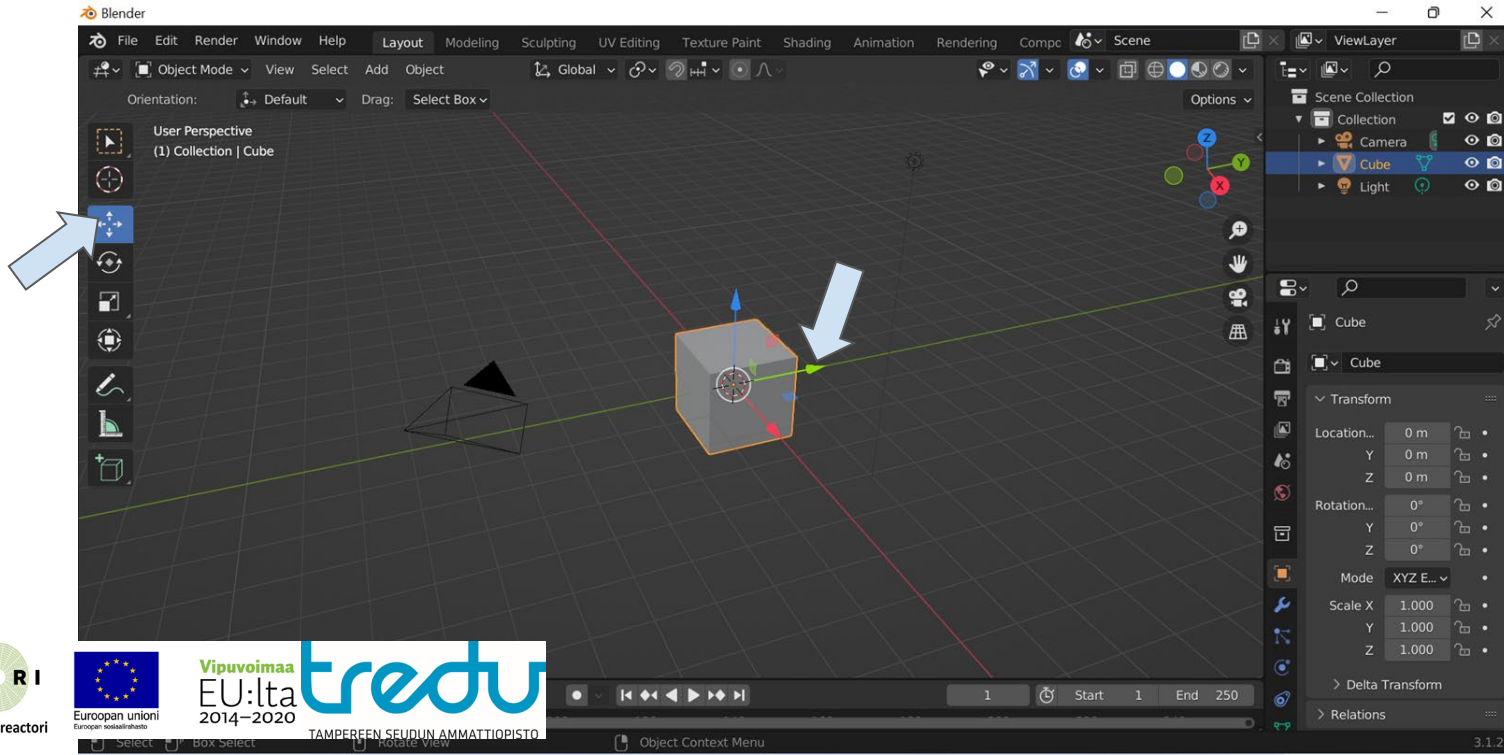 Blender
File Edit Render Window Help Layout Modeling Sculpting UV Editing Texture Paint Shading Animation Rendering Compc Scene ViewLayer
Object Mode View Select Add Object Global
Orientation: Default Drag: Select Box Options
User Perspective
(1) Collection | Cube
Z
Y
X
Scene Collection
Collection
Camera
Cube
Light
Cube
Cube
Transform
Location... 0 m
Y 0 m
Z 0 m
Rotation... 0°
Y 0°
Z 0°
Mode XYZ E...
Scale X 1.000
Y 1.000
Z 1.000
Delta Transform
Relations
1 Start 1 End 250
Select Box Select Rotate View Object Context Menu 3.1.2
RI
reactori
Euroopan unioni
Euroopan sosiaalirahasto
Vipuvoimaa
EU:lta
2014–2020
tredu
TAMPEREEN SEUDUN AMMATTIOPISTO